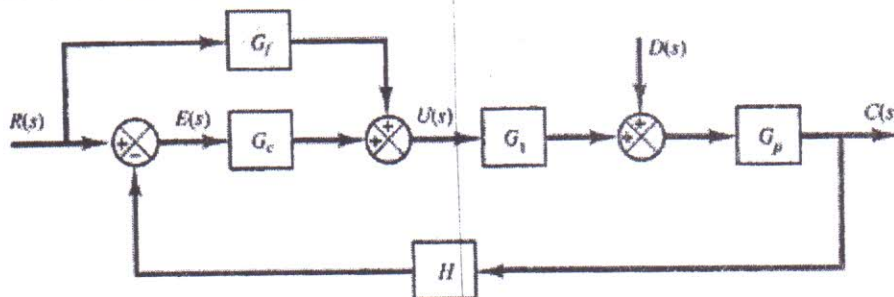 G_f
D(s)
R(s)
E(s)
G_c
U(s)
G_1
G_p
C(s
H